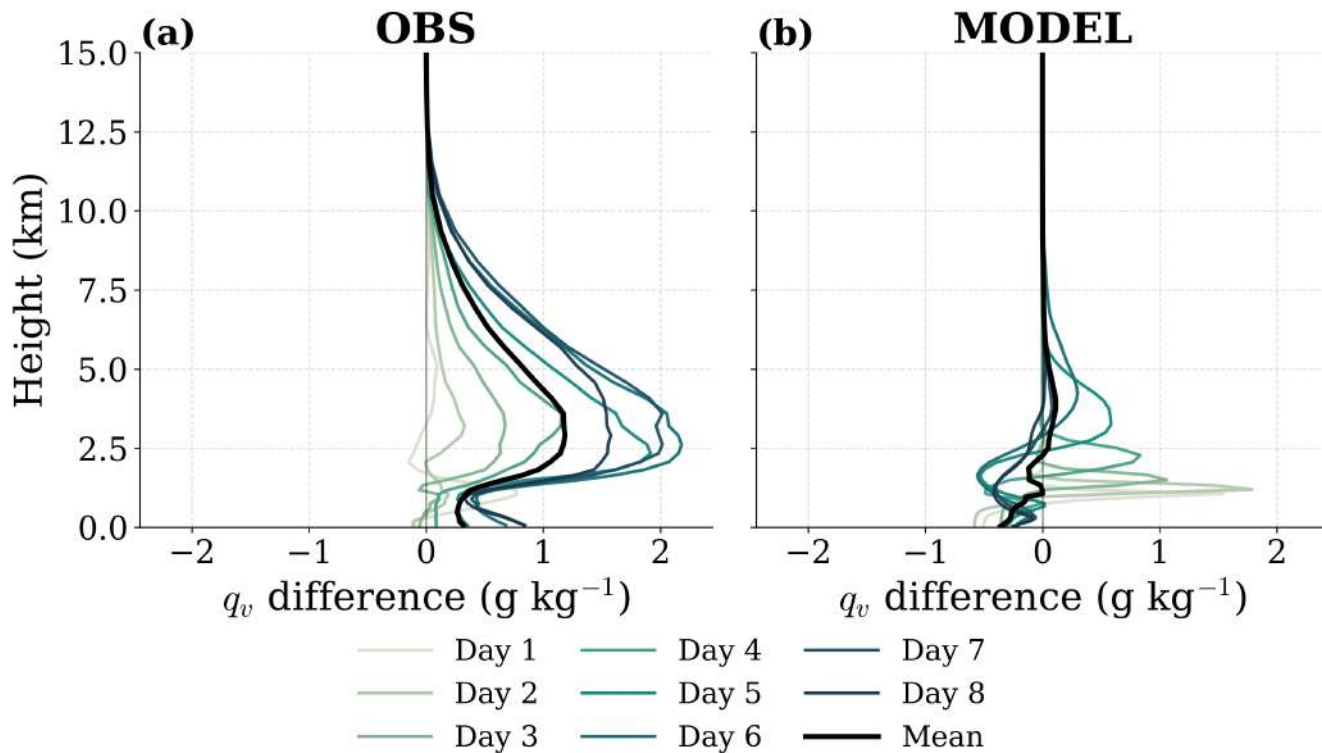 (a) OBS
(b) MODEL
Height (km)
15.0
12.5
10.0
7.5
5.0
2.5
0.0
−2 −1 0 1 2
−2 −1 0 1 2
qᵥ difference (g kg⁻¹)
qᵥ difference (g kg⁻¹)
Day 1 Day 4 Day 7
Day 2 Day 5 Day 8
Day 3 Day 6 Mean